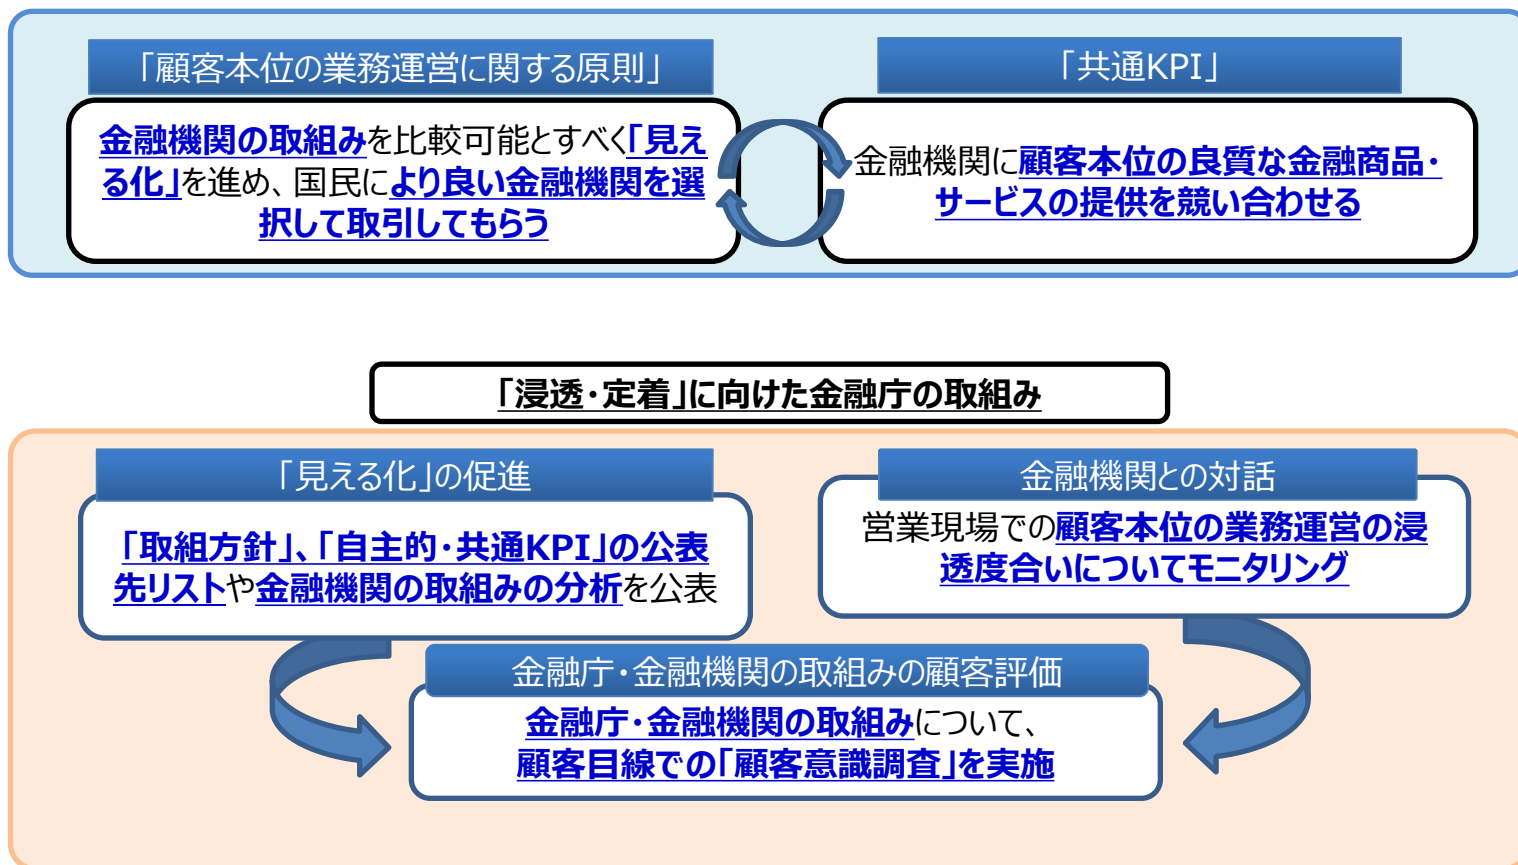 「顧客本位の業務運営に関する原則」
金融機関の取組みを比較可能とすべく「見え
る化」を進め、国民により良い金融機関を選
択して取引してもらう
「共通KPI」
金融機関に顧客本位の良質な金融商品・
サービスの提供を競い合わせる
「浸透・定着」に向けた金融庁の取組み
「見える化」の促進
「取組方針」、「自主的・共通KPI」の公表
先リストや金融機関の取組みの分析を公表
金融機関との対話
営業現場での顧客本位の業務運営の浸
透度合いについてモニタリング
金融庁・金融機関の取組みの顧客評価
金融庁・金融機関の取組みについて、
顧客目線での「顧客意識調査」を実施